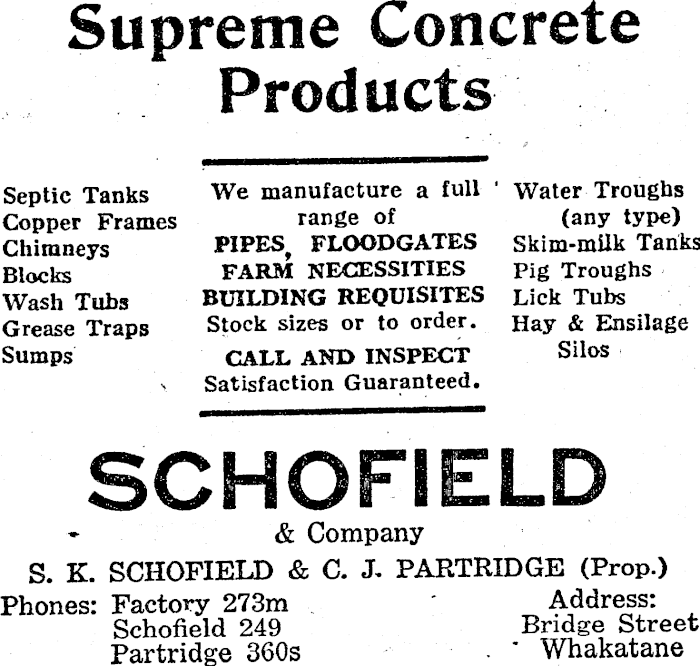 Supreme Concrete
Products
Septic Tanks
Copper Frames
Chimneys
Blocks
Wash Tubs
Grease Traps
Sumps
We manufacture a full
range of
PIPES, FLOODGATES
FARM NECESSITIES
BUILDING REQUISITES
Stock sizes or to order.
CALL AND INSPECT
Satisfaction Guaranteed.
Water Troughs
(any type)
Skim-milk Tanks
Pig Troughs
Lick Tubs
Hay & Ensilage
Silos
SCHOFIELD
& Company
S. K. SCHOFIELD & C. J. PARTRIDGE (Prop.)
Phones: Factory 273m
Schofield 249
Partridge 360s
Address:
Bridge Street
Whakatane